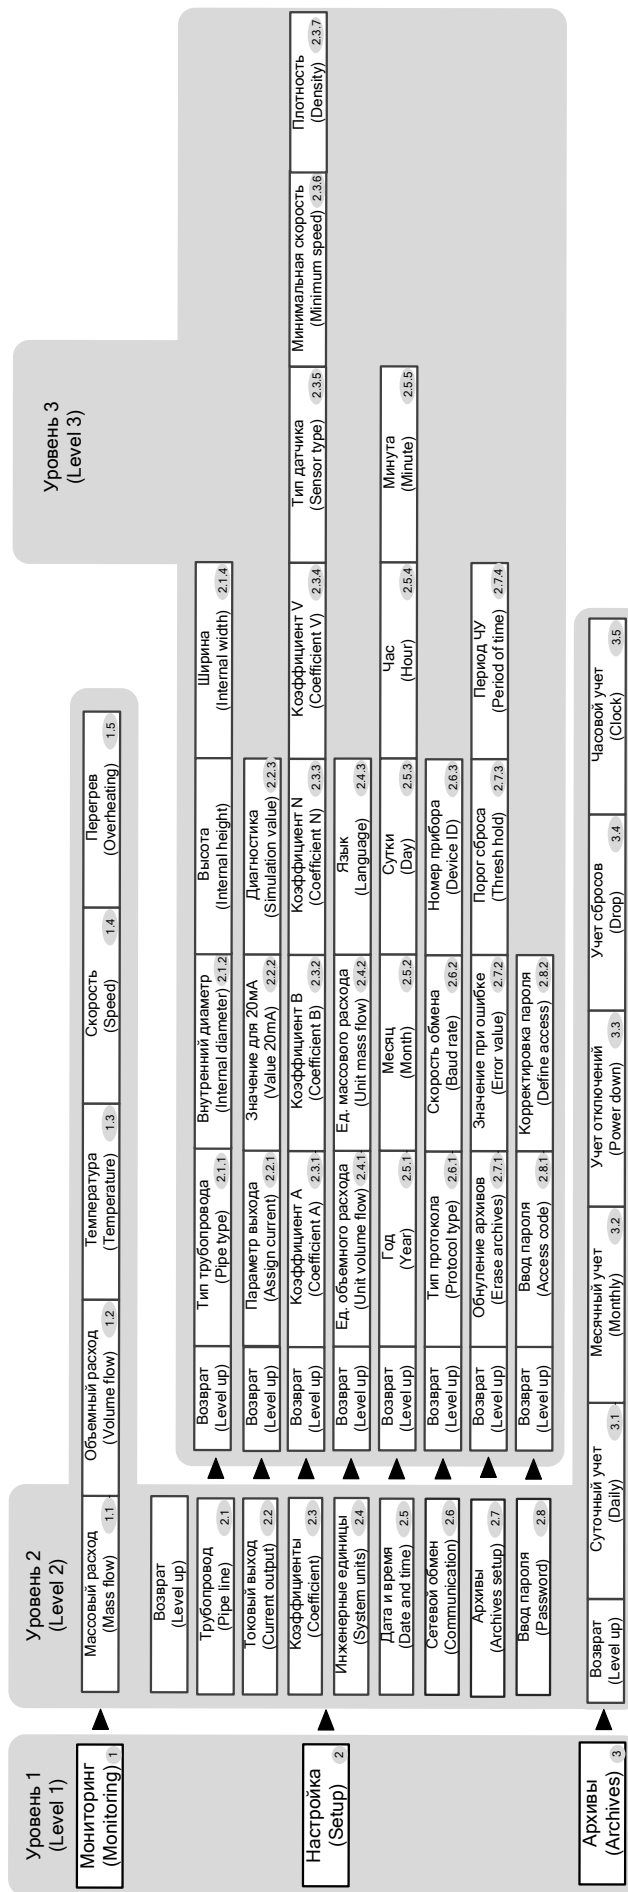 Уровень 1
(Level 1)
Уровень 2
(Level 2)
Уровень 3
(Level 3)
Мониторинг
(Monitoring) 1
Массовый расход
(Mass flow) 1.1
Объемный расход
(Volume flow) 1.2
Температура
(Temperature) 1.3
Скорость
(Speed) 1.4
Перегрев
(Overheating) 1.5
Настройка
(Setup) 2
Возврат
(Level up)
Трубопровод
(Pipe line) 2.1
Возврат
(Level up)
Тип трубопровода
(Pipe type) 2.1.1
Внутренний диаметр
(Internal diameter) 2.1.2
Высота
(Internal height)
Ширина
(Internal width) 2.1.4
Токовый выход
(Current output) 2.2
Возврат
(Level up)
Параметр выхода
(Assign current) 2.2.1
Значение для 20мА
(Value 20mA) 2.2.2
Диагностика
(Simulation value) 2.2.3
Коэффициенты
(Coefficient) 2.3
Возврат
(Level up)
Коэффициент A
(Coefficient A) 2.3.1
Коэффициент B
(Coefficient B) 2.3.2
Коэффициент N
(Coefficient N) 2.3.3
Коэффициент V
(Coefficient V) 2.3.4
Тип датчика
(Sensor type) 2.3.5
Минимальная скорость
(Minimum speed) 2.3.6
Плотность
(Density) 2.3.7
Инженерные единицы
(System units) 2.4
Возврат
(Level up)
Ед. объемного расхода
(Unit volume flow) 2.4.1
Ед. массового расхода
(Unit mass flow) 2.4.2
Язык
(Language) 2.4.3
Дата и время
(Date and time) 2.5
Возврат
(Level up)
Год
(Year) 2.5.1
Месяц
(Month) 2.5.2
Сутки
(Day) 2.5.3
Час
(Hour) 2.5.4
Минута
(Minute) 2.5.5
Сетевой обмен
(Communication) 2.6
Возврат
(Level up)
Тип протокола
(Protocol type) 2.6.1
Скорость обмена
(Baud rate) 2.6.2
Номер прибора
(Device ID) 2.6.3
Архивы
(Archives setup) 2.7
Возврат
(Level up)
Обнуление архивов
(Erase archives) 2.7.1
Значение при ошибке
(Error value) 2.7.2
Порог сброса
(Thresh hold) 2.7.3
Период ЧУ
(Period of time) 2.7.4
Ввод пароля
(Password) 2.8
Возврат
(Level up)
Ввод пароля
(Access code) 2.8.1
Корректировка пароля
(Define access) 2.8.2
Архивы
(Archives) 3
Возврат
(Level up)
Суточный учет
(Daily) 3.1
Месячный учет
(Monthly) 3.2
Учет отключений
(Power down) 3.3
Учет сбросов
(Drop) 3.4
Часовой учет
(Clock) 3.5